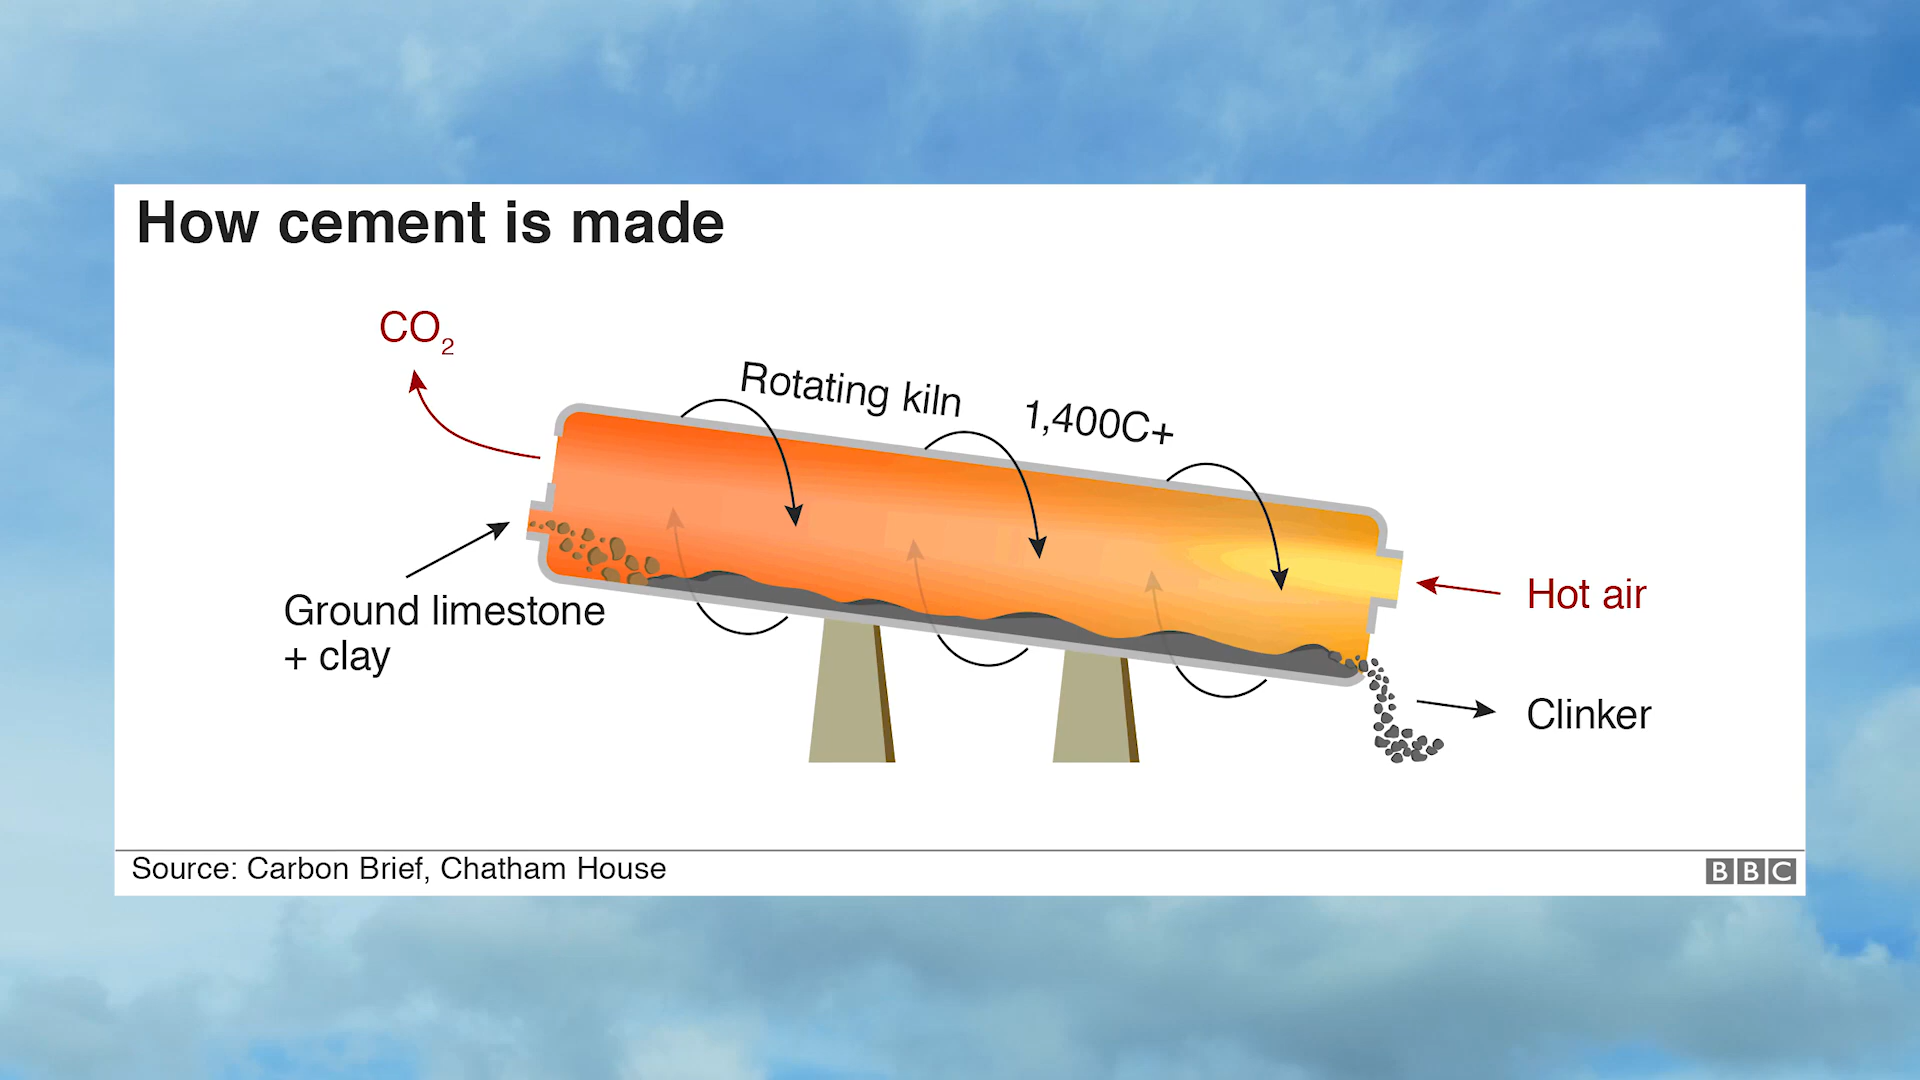 How cement is made
CO₂
Rotating kiln
1,400C+
Ground limestone
+ clay
Hot air
Clinker
Source: Carbon Brief, Chatham House
BBC